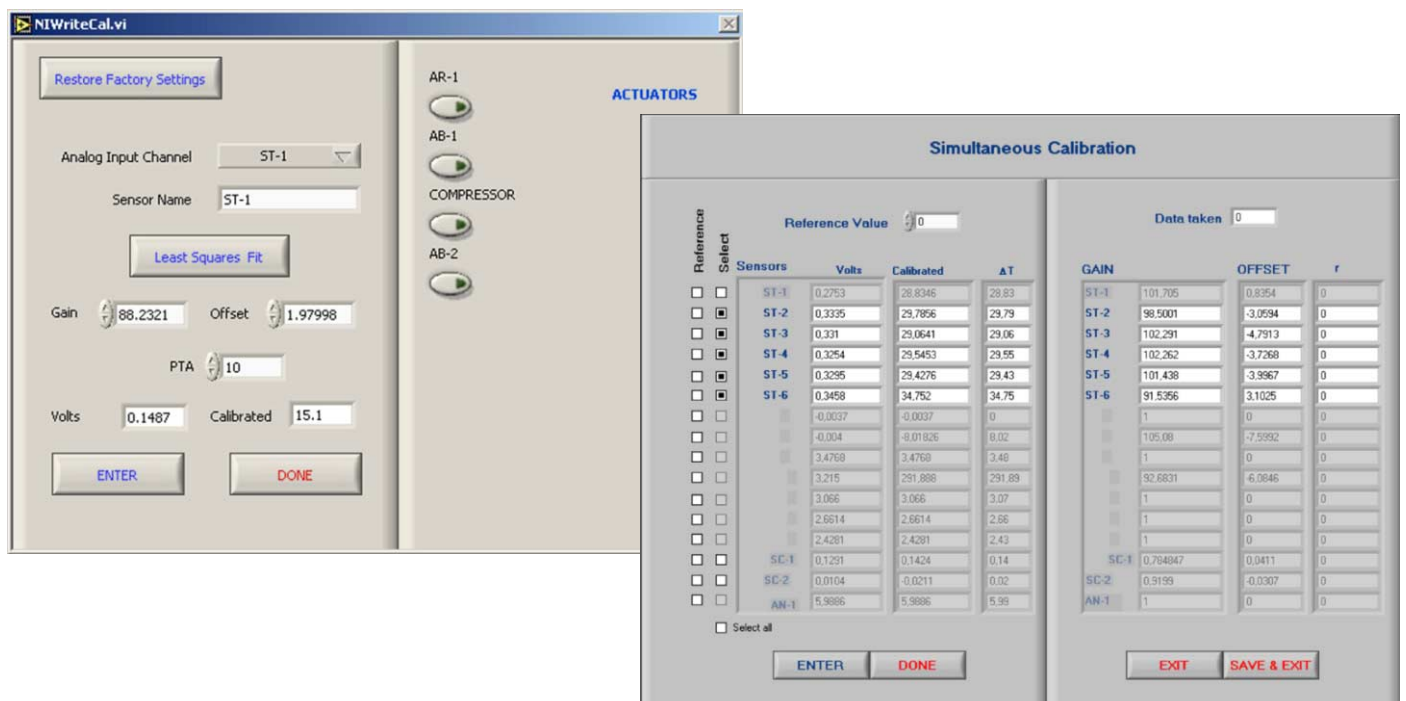 NIWriteCal.vi
Restore Factory Settings
Analog Input Channel ST-1
Sensor Name ST-1
Least Squares Fit
Gain 88.2321 Offset 1.97998
PTA 10
Volts 0.1487 Calibrated 15.1
ENTER DONE
AR-1
ACTUATORS
AB-1
COMPRESSOR
AB-2
Simultaneous Calibration
Reference
Select
Reference Value 0
Data taken 0
Sensors Volts Calibrated ΔT GAIN OFFSET r
ST-1 0,2753 28,8346 28,83 ST-1 101,705 0,8354 0
ST-2 0,3335 29,7856 29,79 ST-2 98,5001 -3,0594 0
ST-3 0,331 29,0641 29,06 ST-3 102,291 -4,7913 0
ST-4 0,3254 29,5453 29,55 ST-4 102,262 -3,7268 0
ST-5 0,3295 29,4276 29,43 ST-5 101,438 -3,9967 0
ST-6 0,3458 34,752 34,75 ST-6 91,5356 3,1025 0
-0,0037 -0,0037 0 1 0 0
-0,004 -8,01826 8,02 105,08 -7,5992 0
3,4768 3,4768 3,48 1 0 0
3,215 291,888 291,89 92,6831 -6,0846 0
3,066 3,066 3,07 1 0 0
2,6614 2,6614 2,66 1 0 0
2,4281 2,4281 2,43 1 0 0
SC-1 0,1291 0,1424 0,14 SC-1 0,784847 0,0411 0
SC-2 0,0104 -0,0211 0,02 SC-2 0,9199 -0,0307 0
AN-1 5,9886 5,9886 5,99 AN-1 1 0 0
Select all
ENTER DONE EXIT SAVE & EXIT